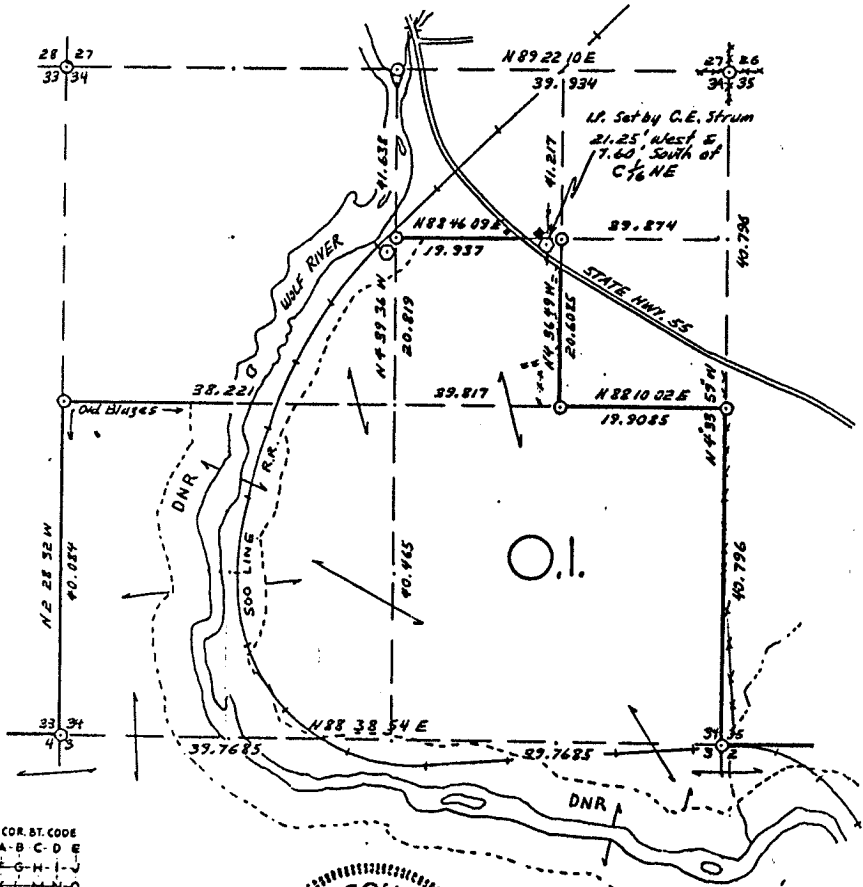 28 27
33 34
N 89 22 10 E
39.934
27 26
34 35
I.P. Set by C.E. Strum
21.25' West &
7.60' South of
C 1/16 NE
41.638
41.217
40.796
WOLF RIVER
N 88 46 09 E
19.937
39.874
STATE HWY. 55
N 4 39 36 W
20.819
N 4 36 49 W
20.6085
38.221
39.817
N 88 10 02 E
19.9085
N 4° 33' 59" W
Old Blazes
DNR
R.R.
SOO LINE
N 2 28 32 W
40.084
40.465
O.I.
40.796
33 34
4 3
N 88 38 54 E
39.7685
39.7685
34 35
3 2
DNR
COR. BT. CODE
A-B-C-D E
F-G-H-I-J